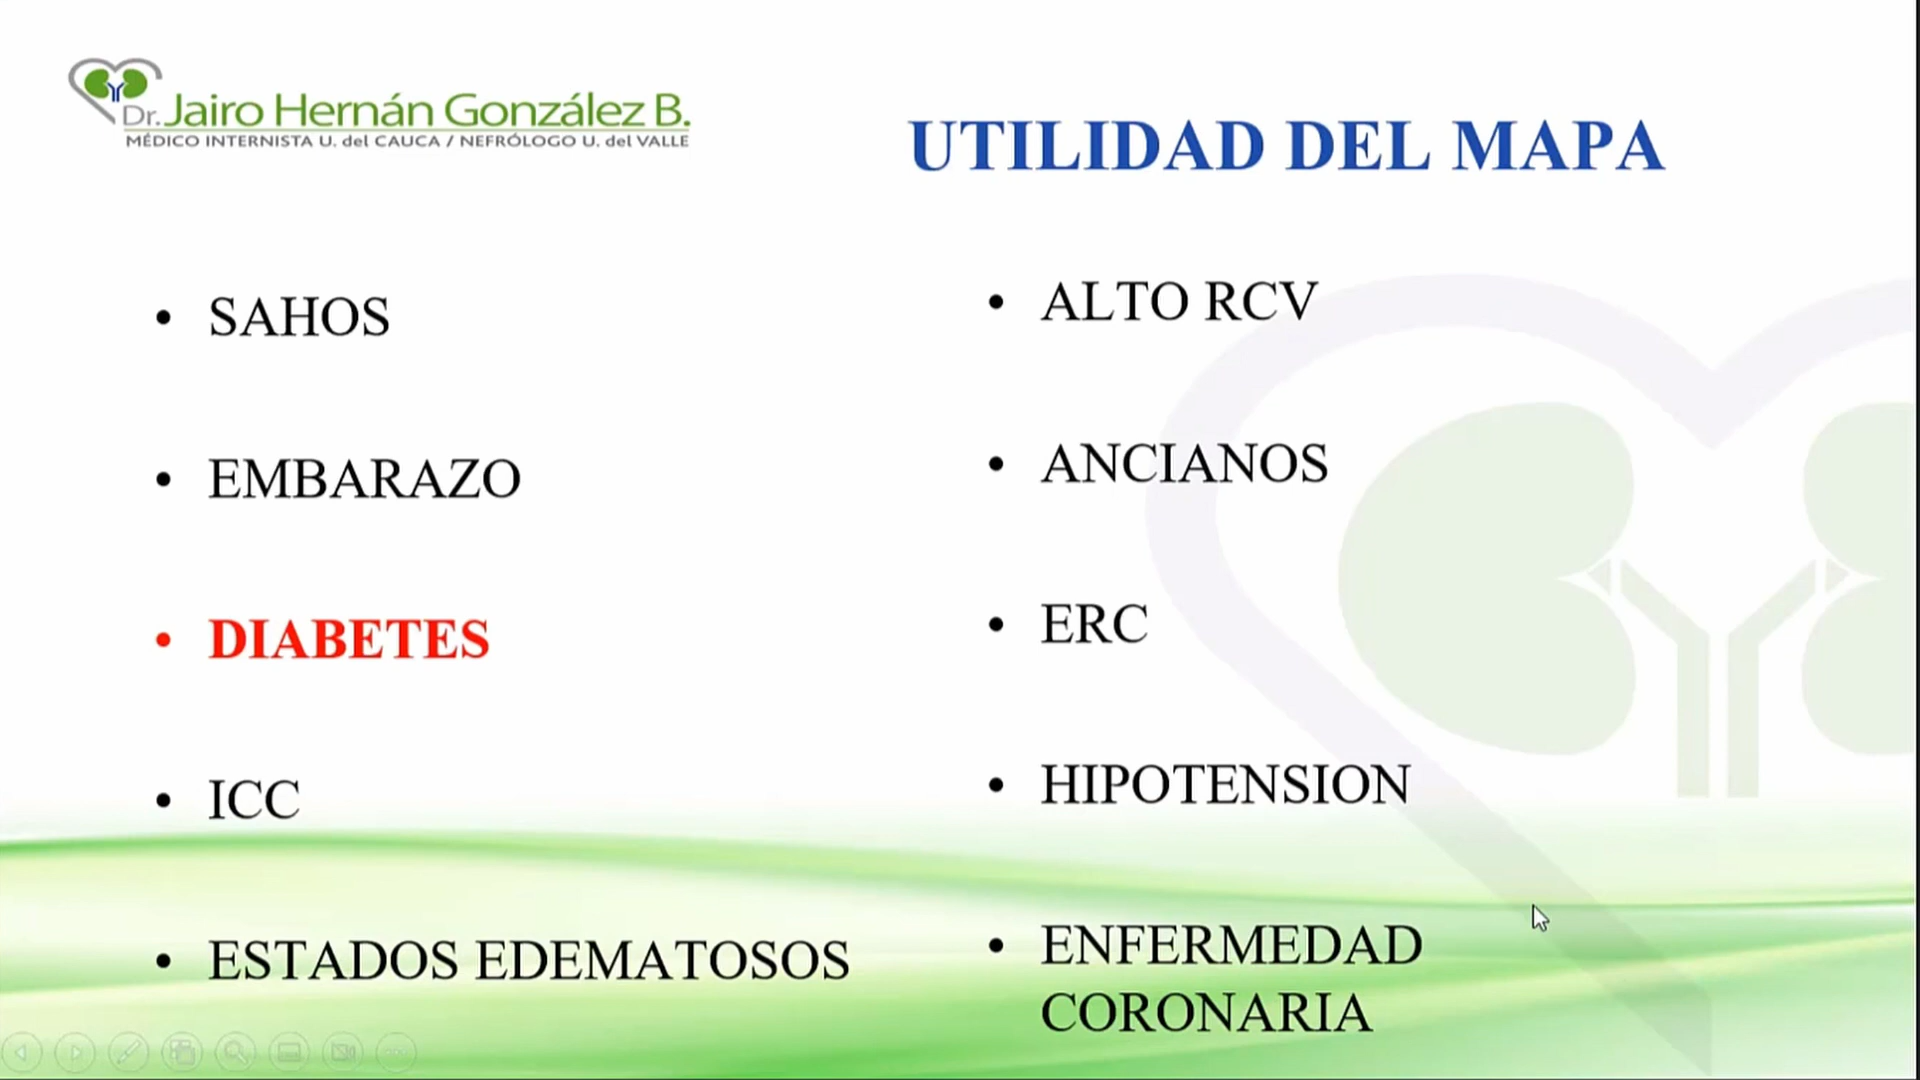 Dr. Jairo Hernán González B.
MÉDICO INTERNISTA U. del CAUCA / NEFRÓLOGO U. del VALLE
UTILIDAD DEL MAPA
• SAHOS
• EMBARAZO
• DIABETES
• ICC
• ESTADOS EDEMATOSOS
• ALTO RCV
• ANCIANOS
• ERC
• HIPOTENSION
• ENFERMEDAD
CORONARIA